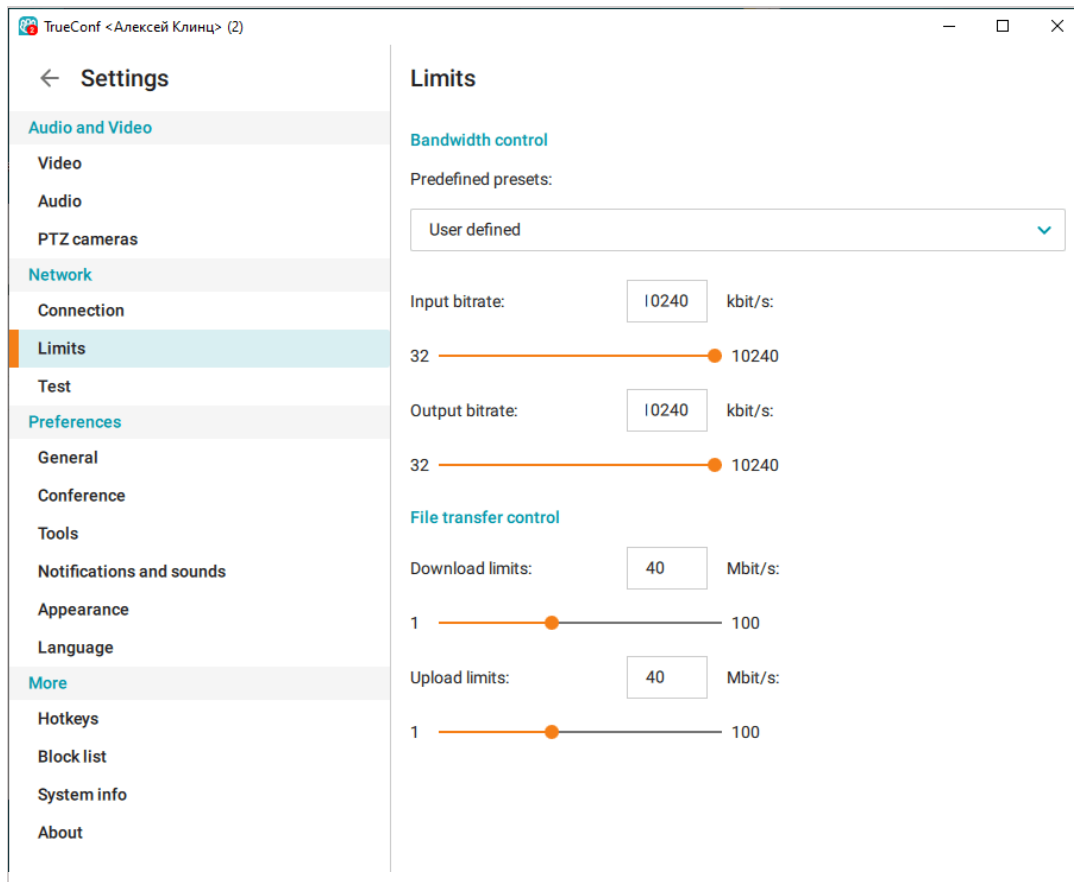 TrueConf <Алексей Клинц> (2)
Settings
Audio and Video
Video
Audio
PTZ cameras
Network
Connection
Limits
Test
Preferences
General
Conference
Tools
Notifications and sounds
Appearance
Language
More
Hotkeys
Block list
System info
About
Limits
Bandwidth control
Predefined presets:
User defined
Input bitrate: 10240 kbit/s:
32 10240
Output bitrate: 10240 kbit/s:
32 10240
File transfer control
Download limits: 40 Mbit/s:
1 100
Upload limits: 40 Mbit/s:
1 100